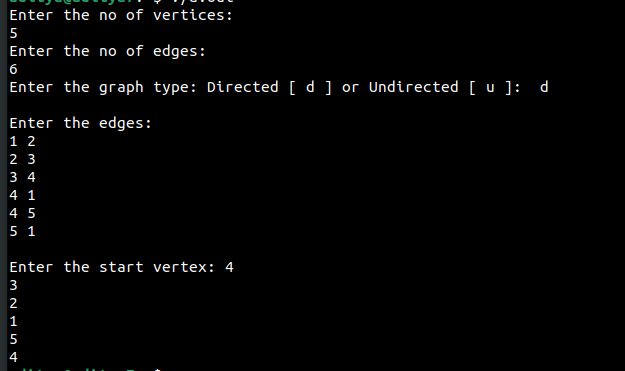 Enter the no of vertices:
5
Enter the no of edges:
6
Enter the graph type: Directed [ d ] or Undirected [ u ]:  d
Enter the edges:
1 2
2 3
3 4
4 1
4 5
5 1
Enter the start vertex: 4
3
2
1
5
4